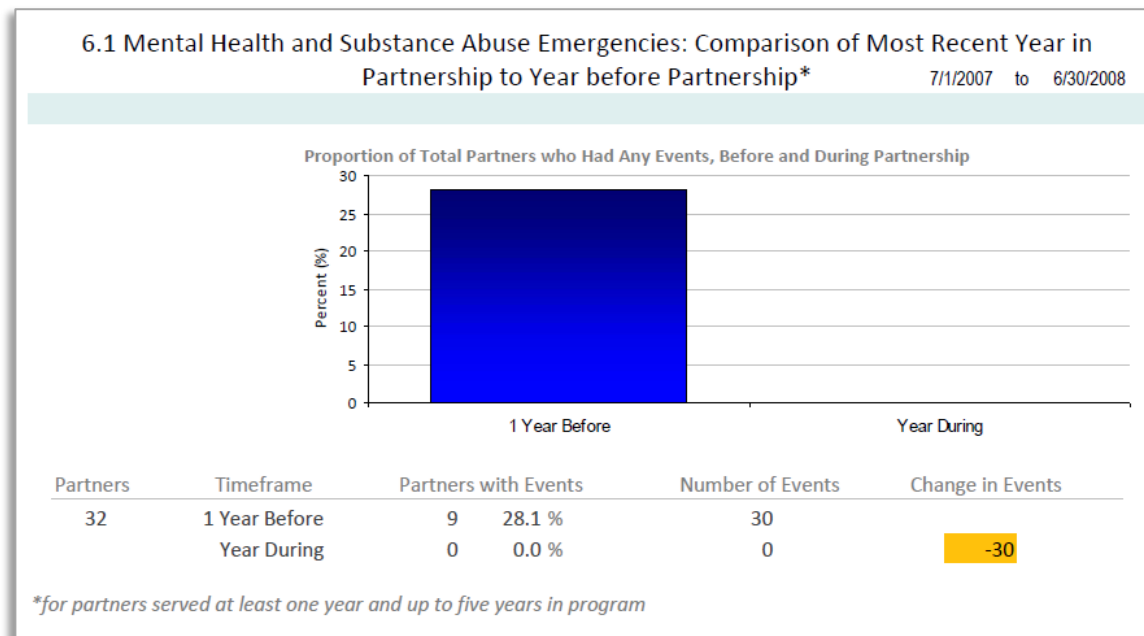 6.1 Mental Health and Substance Abuse Emergencies: Comparison of Most Recent Year in
Partnership to Year before Partnership* 7/1/2007 to 6/30/2008
Proportion of Total Partners who Had Any Events, Before and During Partnership
30
25
20
15
10
5
0
Percent (%)
1 Year Before Year During
Partners Timeframe Partners with Events Number of Events Change in Events
32 1 Year Before 9 28.1 % 30
Year During 0 0.0 % 0 -30
*for partners served at least one year and up to five years in program